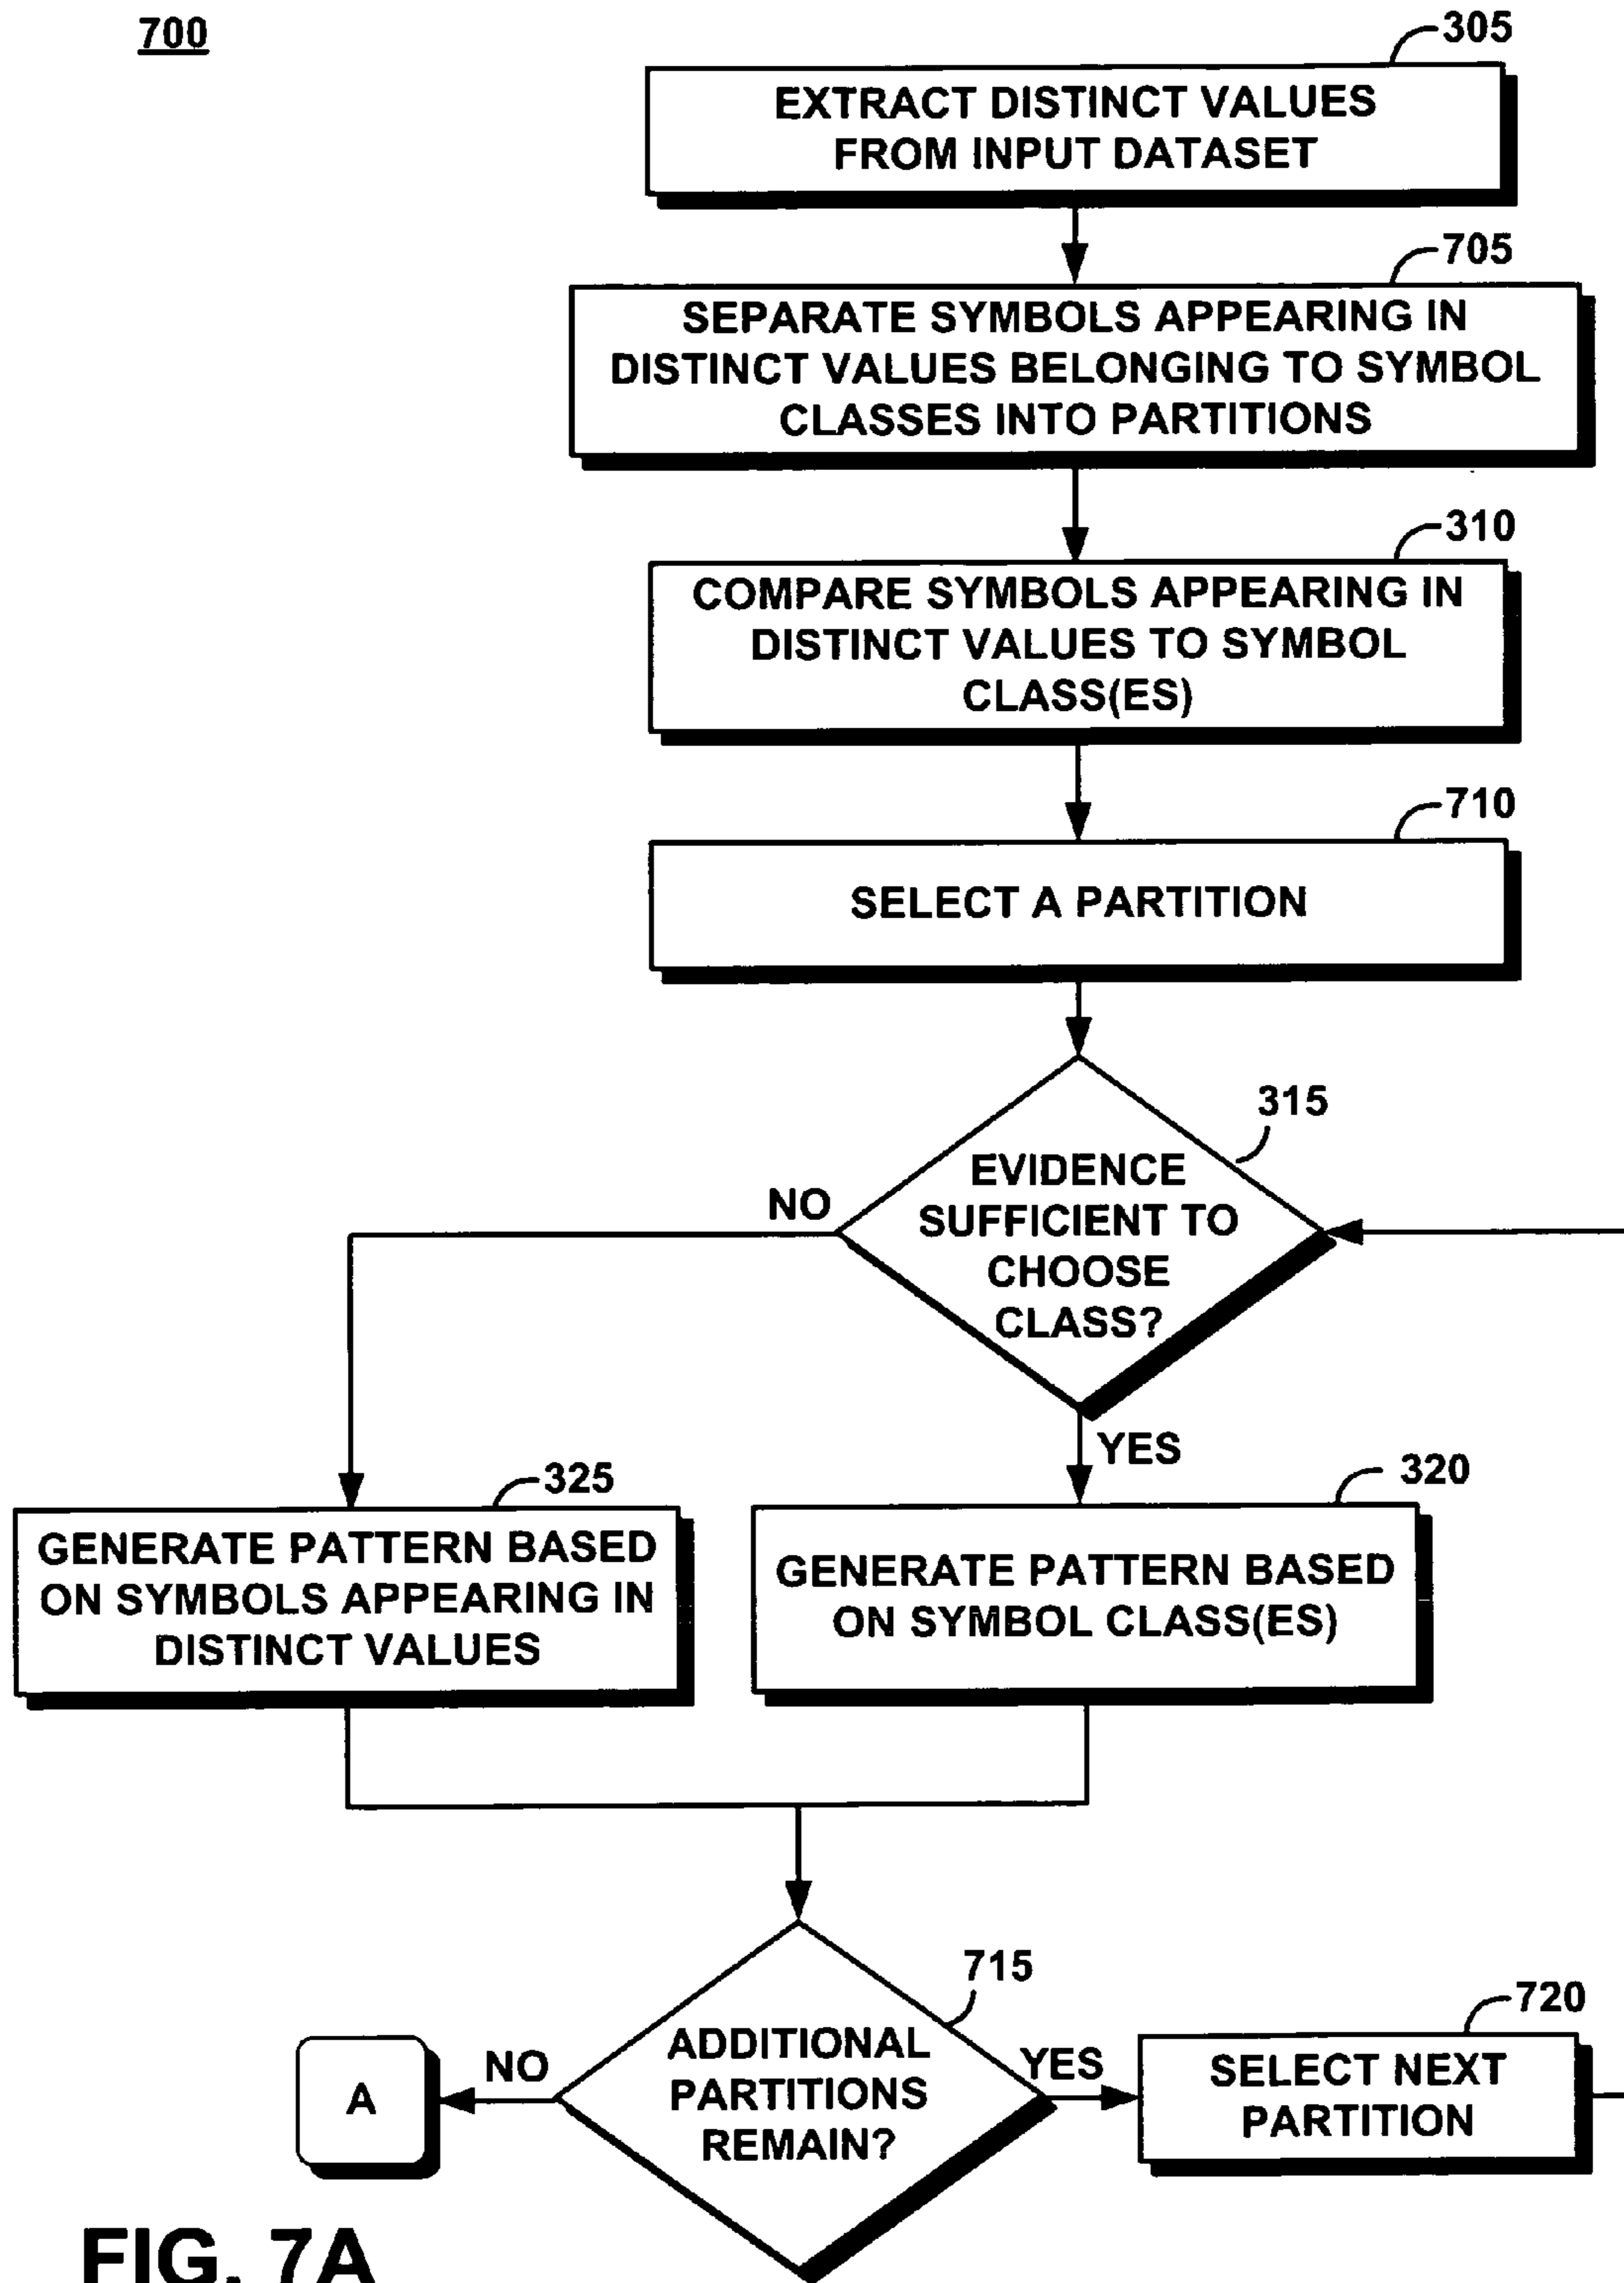 700
305
EXTRACT DISTINCT VALUES
FROM INPUT DATASET
705
SEPARATE SYMBOLS APPEARING IN
DISTINCT VALUES BELONGING TO SYMBOL
CLASSES INTO PARTITIONS
310
COMPARE SYMBOLS APPEARING IN
DISTINCT VALUES TO SYMBOL
CLASS(ES)
710
SELECT A PARTITION
315
EVIDENCE
SUFFICIENT TO
CHOOSE
CLASS?
NO
YES
325
GENERATE PATTERN BASED
ON SYMBOLS APPEARING IN
DISTINCT VALUES
320
GENERATE PATTERN BASED
ON SYMBOL CLASS(ES)
715
ADDITIONAL
PARTITIONS
REMAIN?
NO
A
YES
720
SELECT NEXT
PARTITION
FIG. 7A